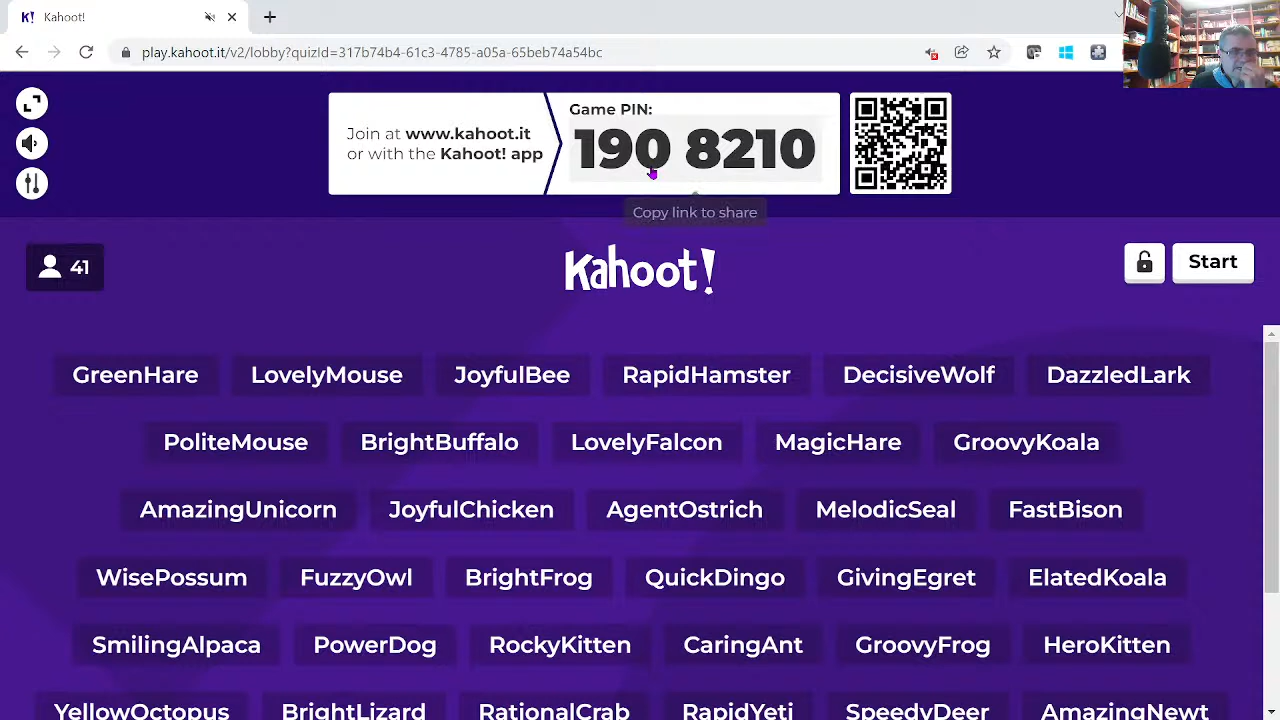 Kahoot!
play.kahoot.it/v2/lobby?quizId=317b74b4-61c3-4785-a05a-65beb74a54bc
Join at www.kahoot.it
or with the Kahoot! app
Game PIN:
190 8210
Copy link to share
41
Kahoot!
Start
GreenHare LovelyMouse JoyfulBee RapidHamster DecisiveWolf DazzledLark
PoliteMouse BrightBuffalo LovelyFalcon MagicHare GroovyKoala
AmazingUnicorn JoyfulChicken AgentOstrich MelodicSeal FastBison
WisePossum FuzzyOwl BrightFrog QuickDingo GivingEgret ElatedKoala
SmilingAlpaca PowerDog RockyKitten CaringAnt GroovyFrog HeroKitten
YellowOctopus BrightLizard RationalCrab RapidYeti SpeedyDeer AmazingNewt